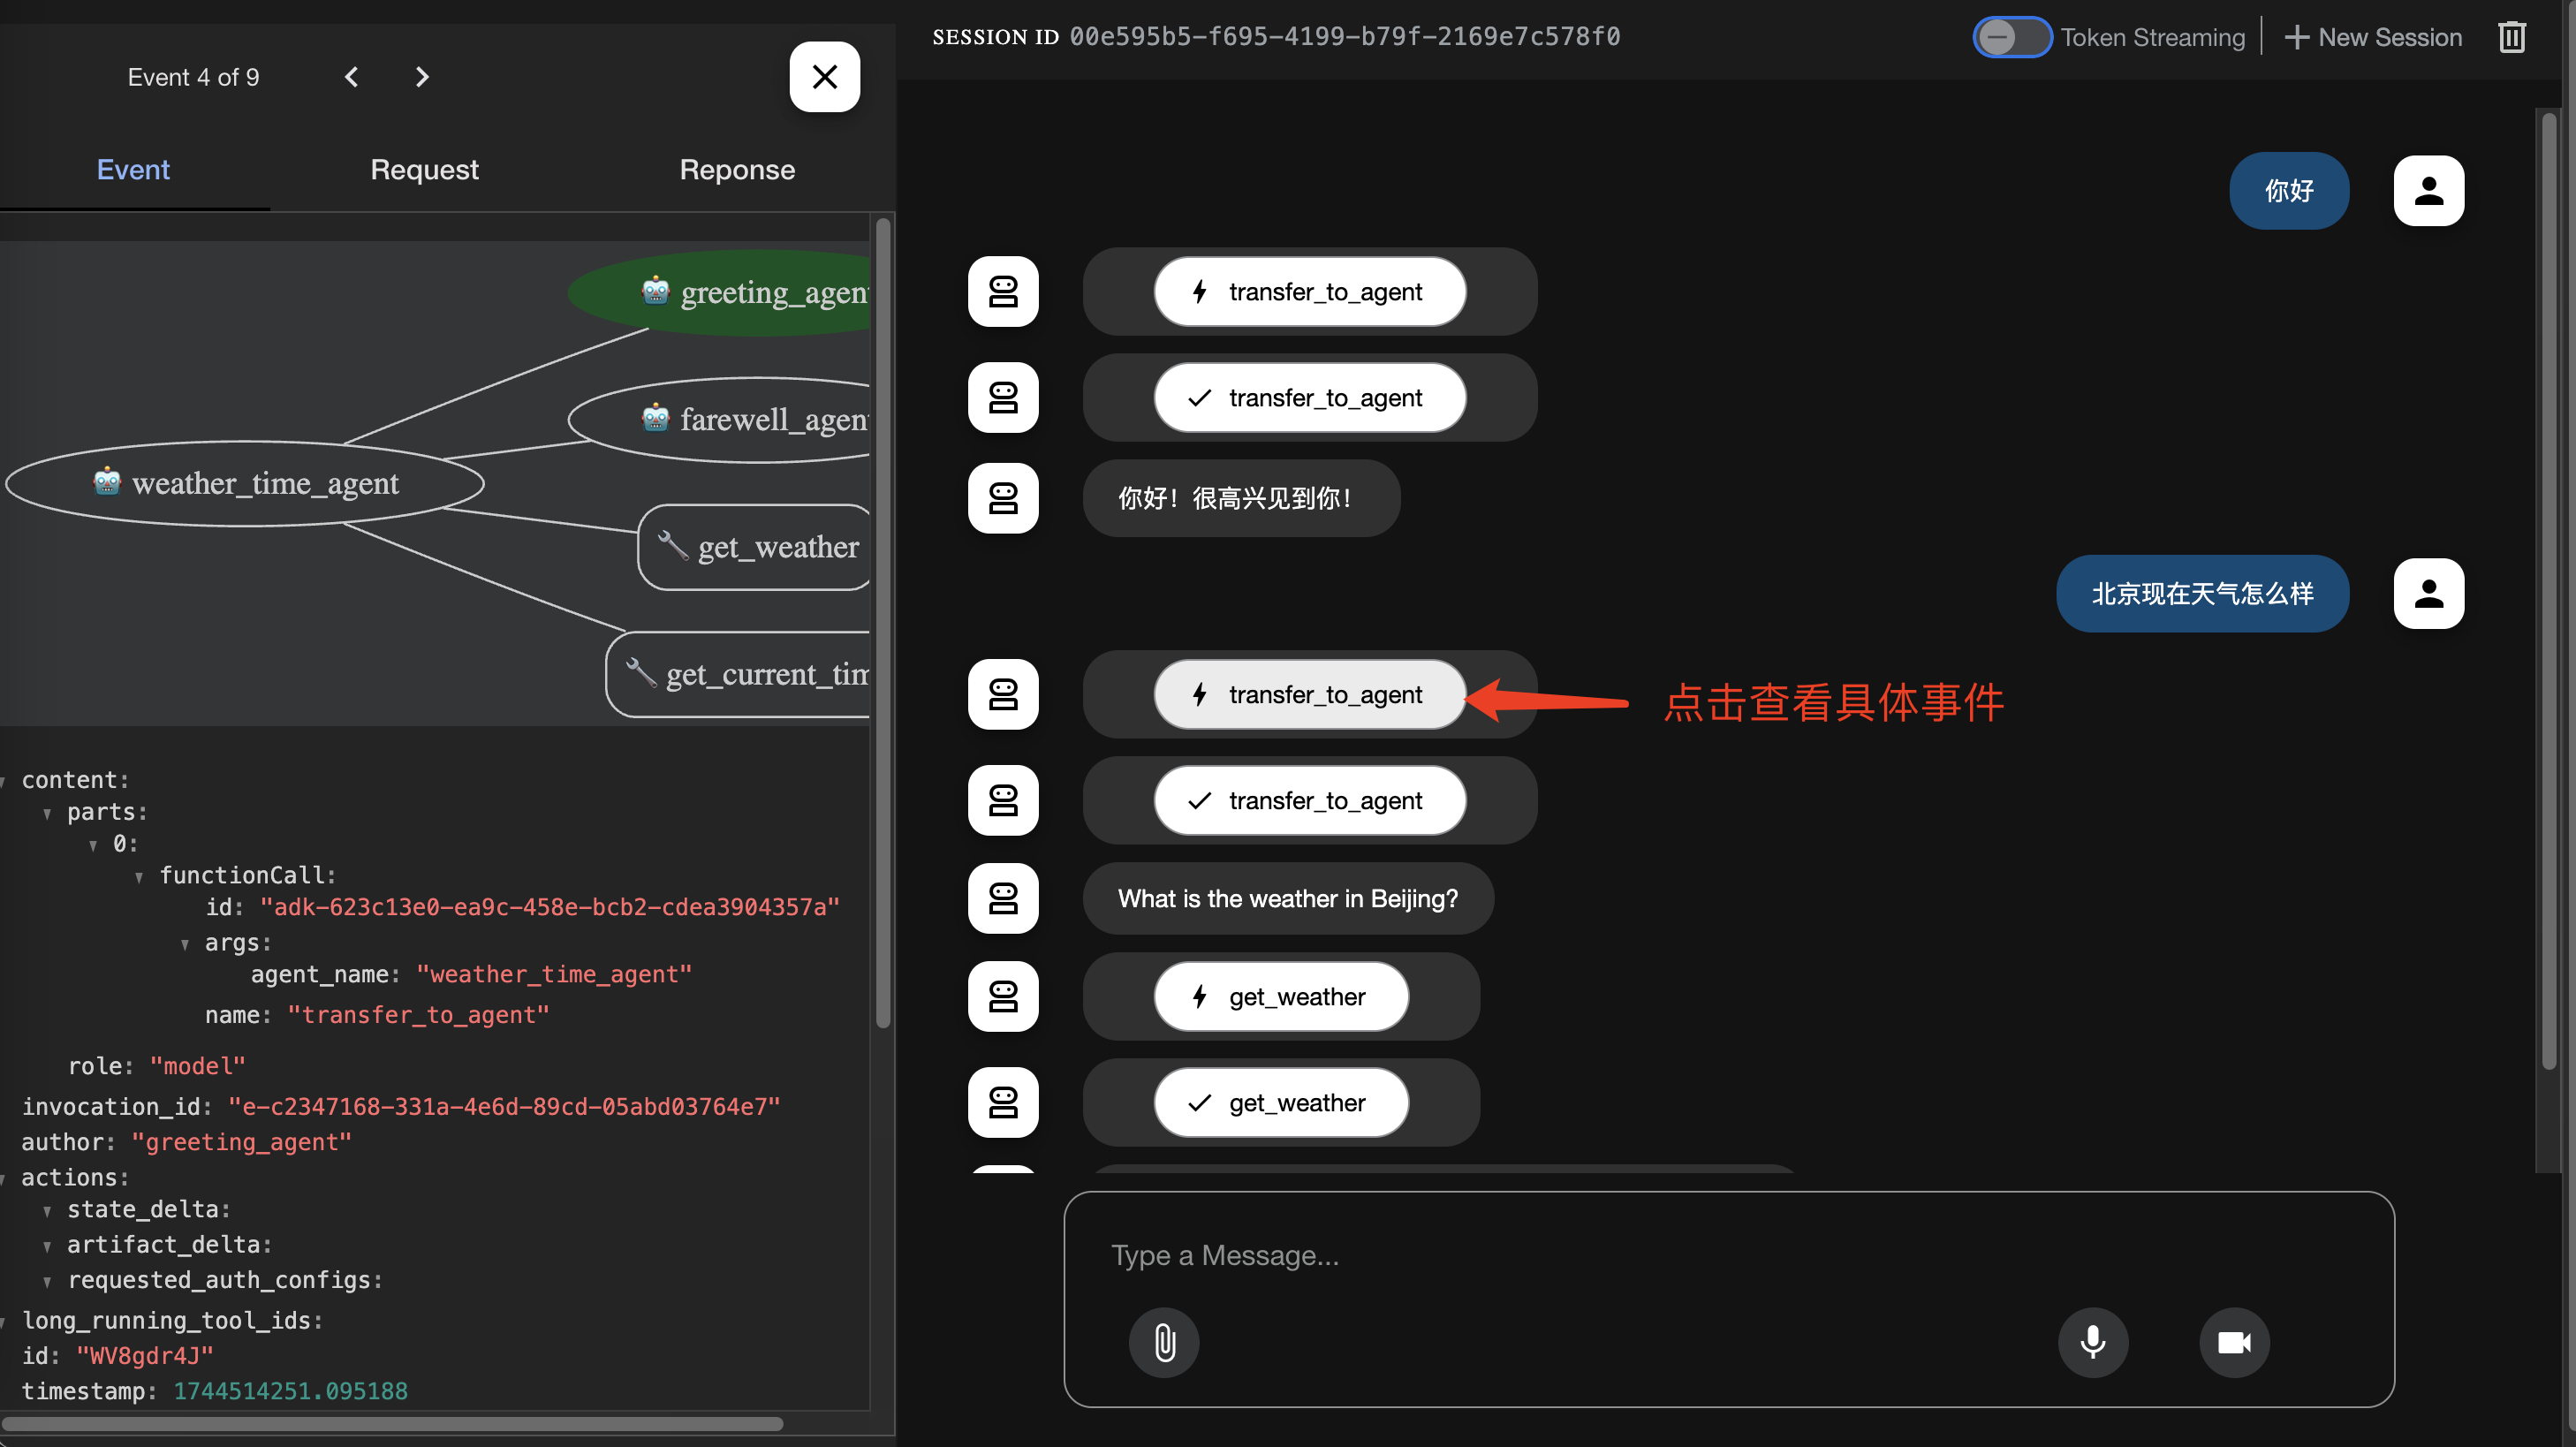 Event 4 of 9
Event
Request
Reponse
greeting_agent
farewell_agent
weather_time_agent
get_weather
get_current_tim
content:
parts:
0:
functionCall:
id: "adk-623c13e0-ea9c-458e-bcb2-cdea3904357a"
args:
agent_name: "weather_time_agent"
name: "transfer_to_agent"
role: "model"
invocation_id: "e-c2347168-331a-4e6d-89cd-05abd03764e7"
author: "greeting_agent"
actions:
state_delta:
artifact_delta:
requested_auth_configs:
long_running_tool_ids:
id: "WV8gdr4J"
timestamp: 1744514251.095188
SESSION ID 00e595b5-f695-4199-b79f-2169e7c578f0
Token Streaming
New Session
你好
transfer_to_agent
transfer_to_agent
你好！很高兴见到你！
北京现在天气怎么样
transfer_to_agent
点击查看具体事件
transfer_to_agent
What is the weather in Beijing?
get_weather
get_weather
Type a Message...